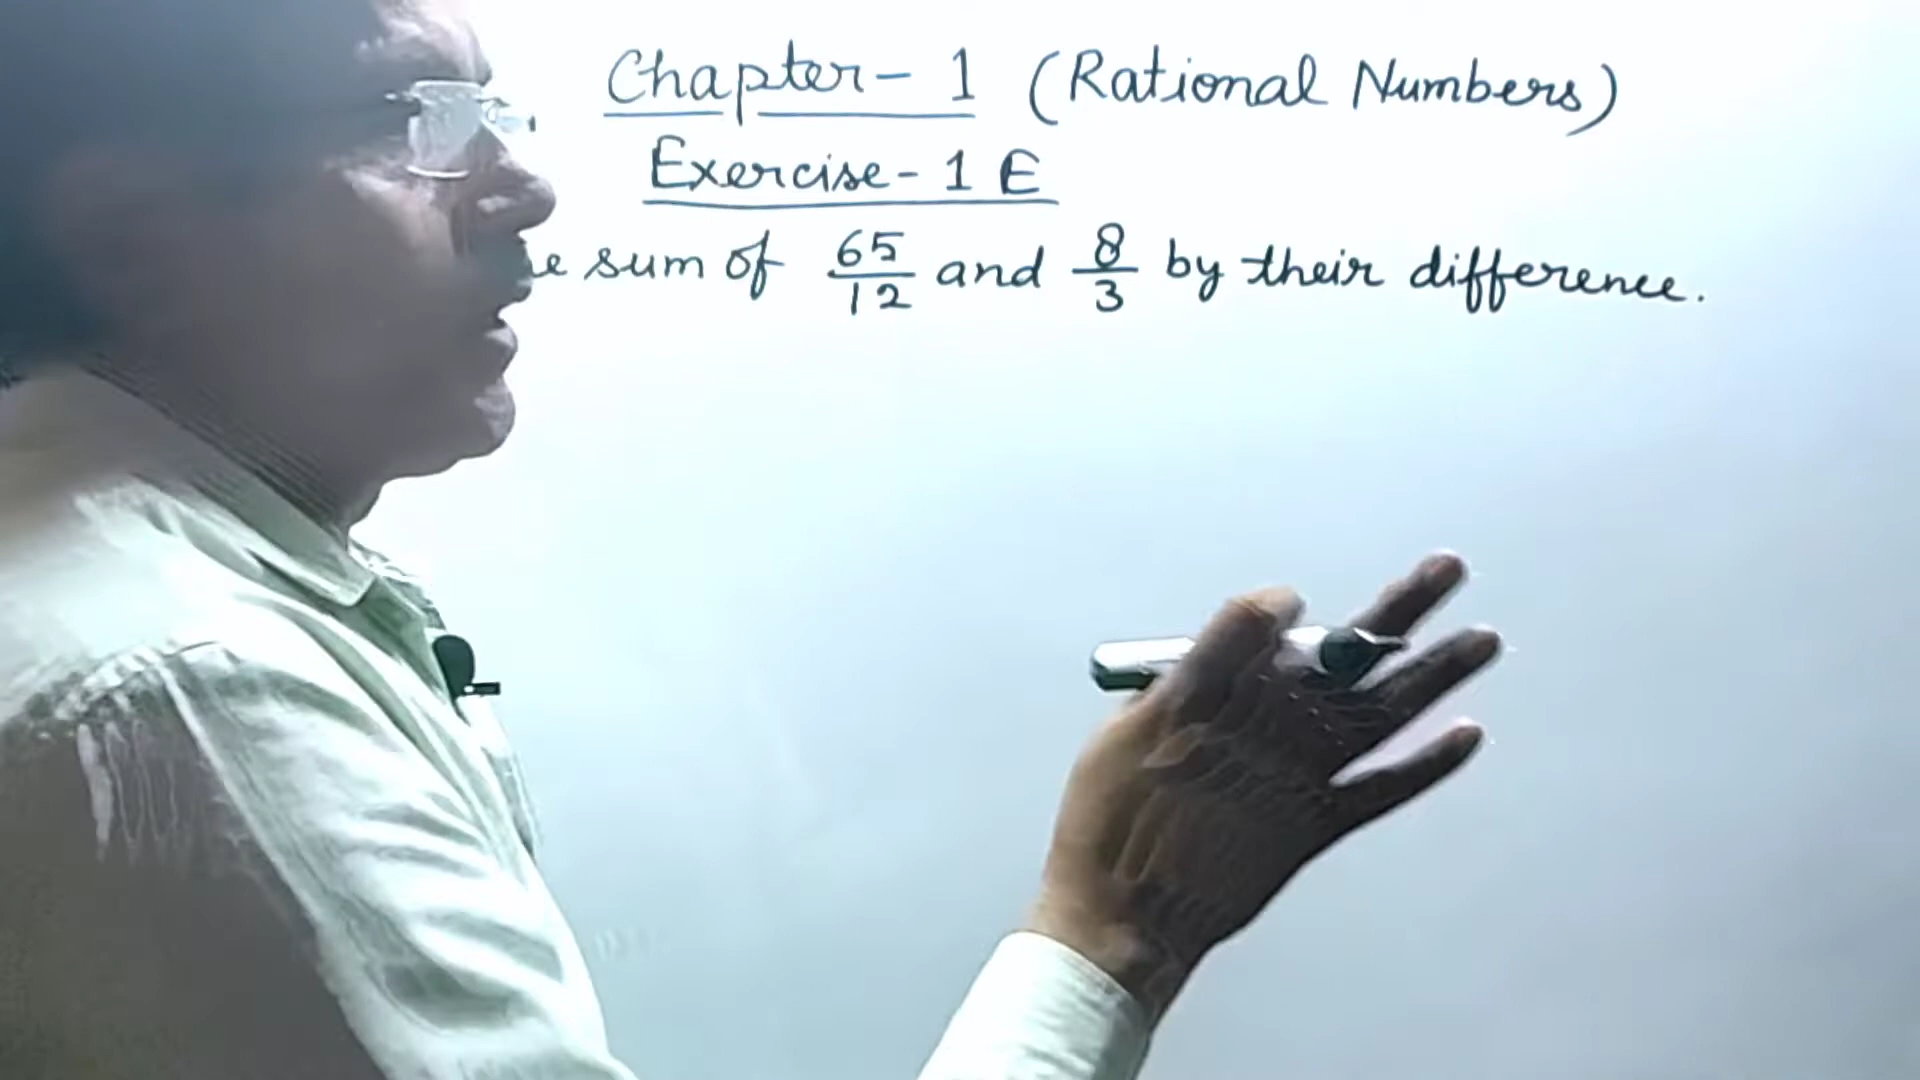 Chapter - 1 (Rational Numbers)
Exercise - 1 E
sum of 65/12 and 8/3 by their difference.